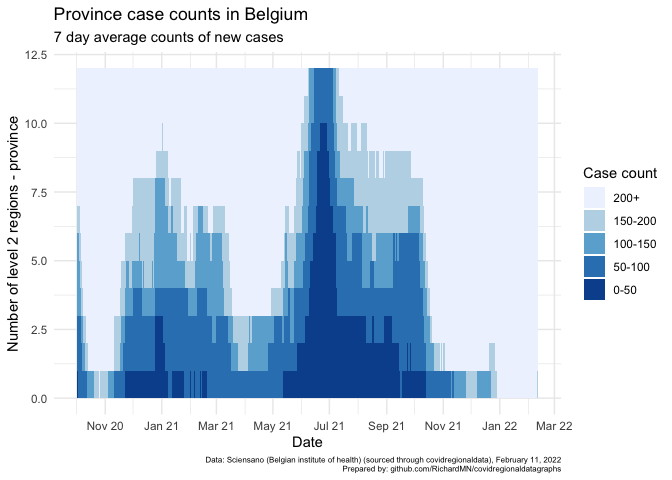 Province case counts in Belgium
7 day average counts of new cases
Number of level 2 regions - province
12.5
10.0
7.5
5.0
2.5
0.0
Nov 20 Jan 21 Mar 21 May 21 Jul 21 Sep 21 Nov 21 Jan 22 Mar 22
Date
Case count
200+
150-200
100-150
50-100
0-50
Data: Sciensano (Belgian institute of health) (sourced through covidregionaldata), February 11, 2022
Prepared by: github.com/RichardMN/covidregionaldatagraphs